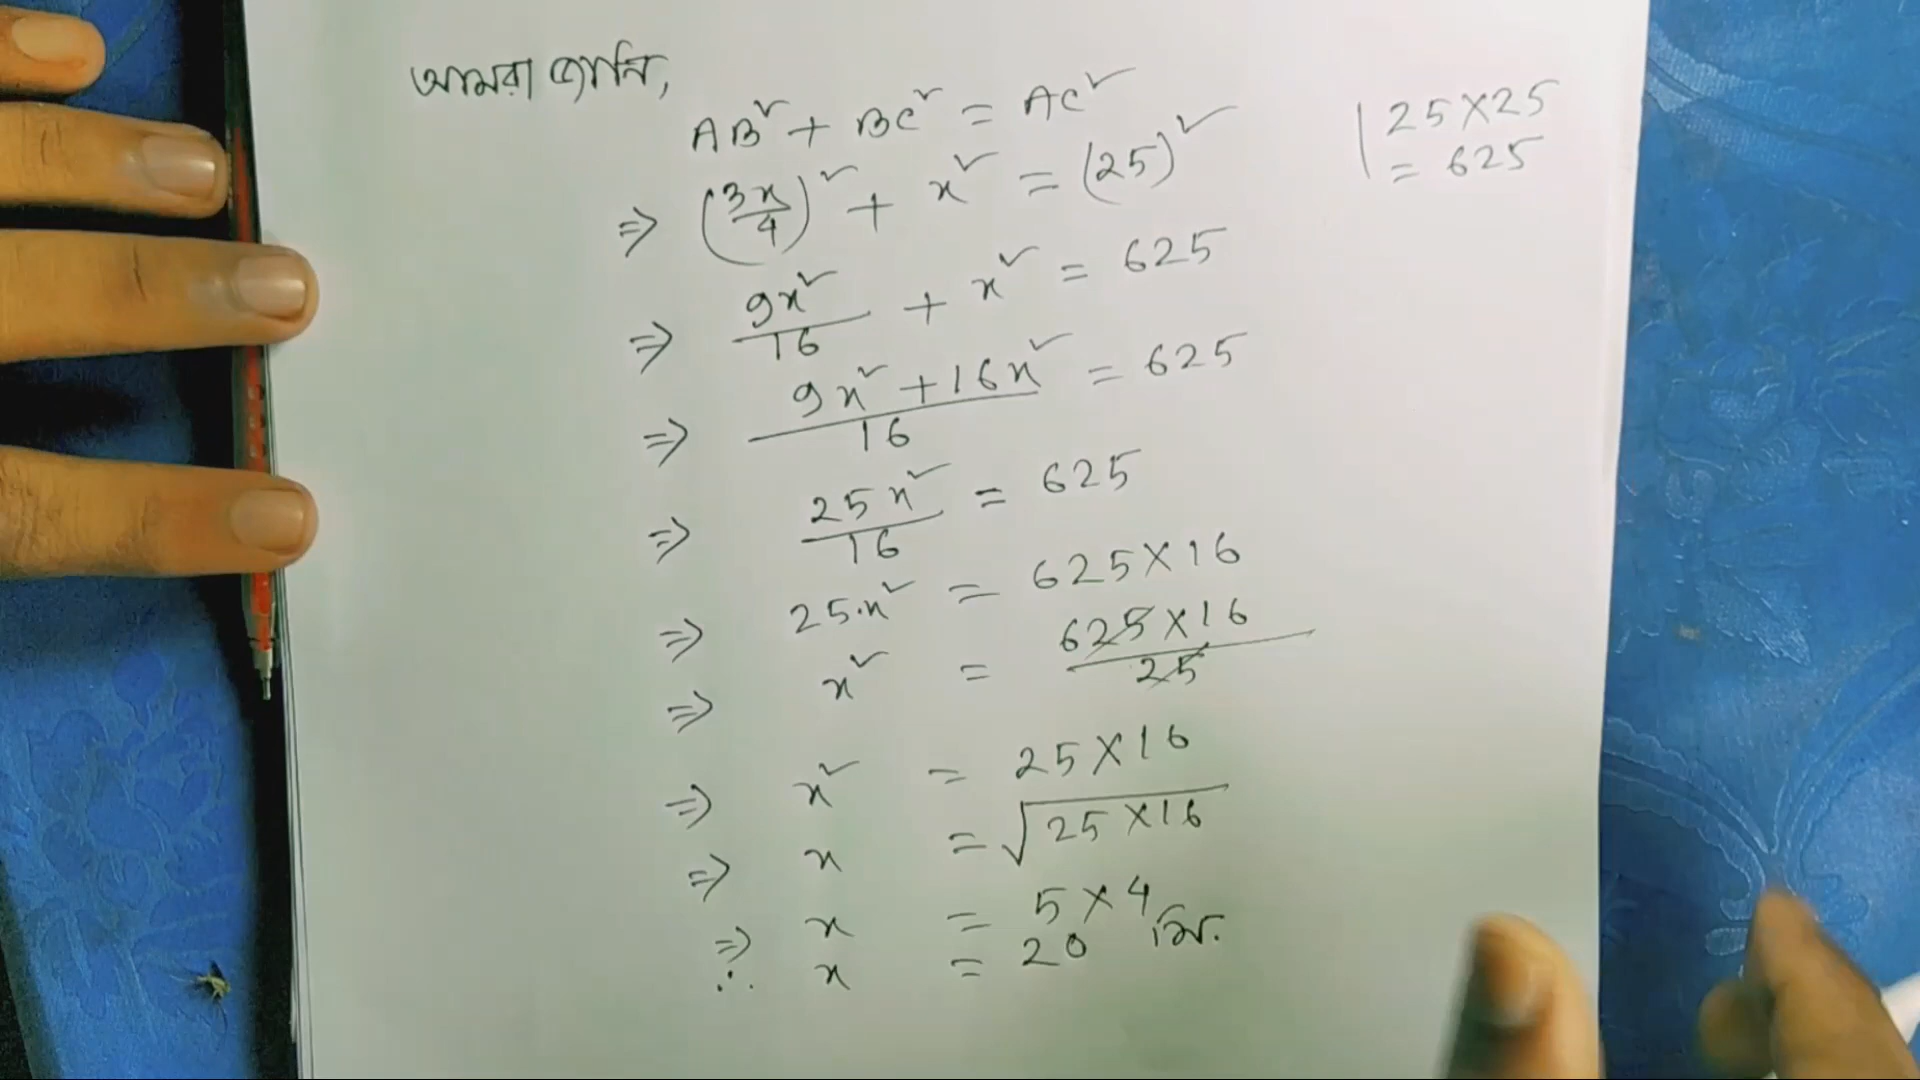 আমরা জানি,
AB² + BC² = AC²
⇒ (3x/4)² + x² = (25)²
| 25×25
= 625
⇒ 9x²/16 + x² = 625
⇒ 9x² + 16x²/16 = 625
⇒ 25x²/16 = 625
⇒ 25·x² = 625×16
⇒ x² = 625×16/25
⇒ x² = 25×16
⇒ x = √25×16
⇒ x = 5×4
∴ x = 20 মি.